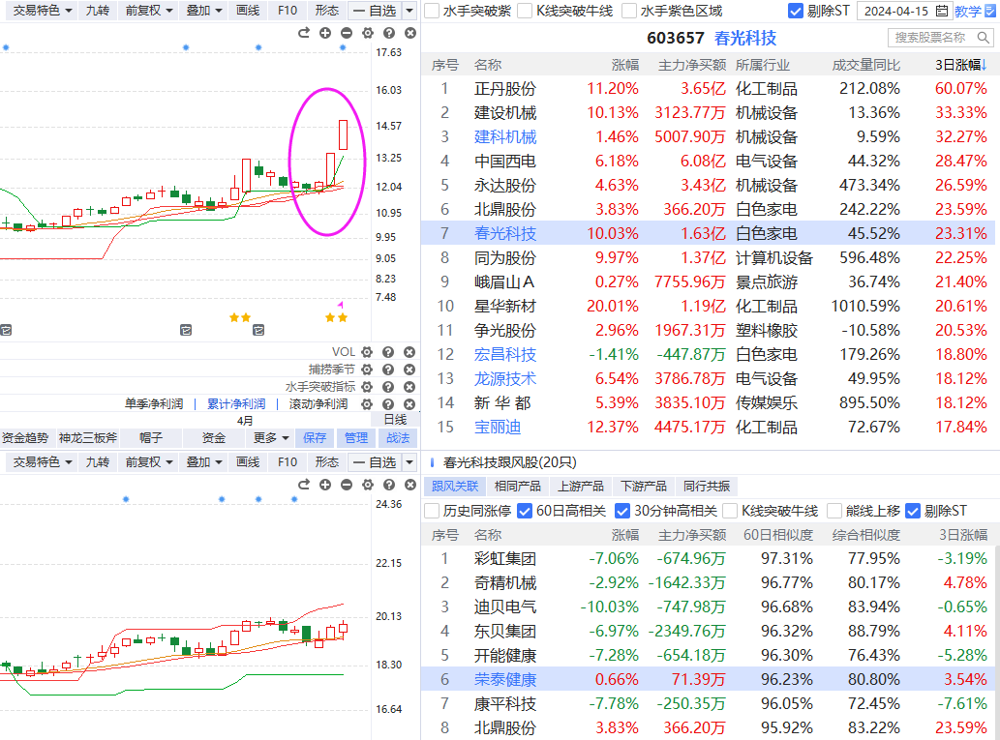 交易特色 九转 前复权 叠加 画线 F10 形态 一 自选
17.63
16.03
14.57
13.25
12.04
10.95
9.95
9.05
8.23
7.48
VOL
捕捞季节
水手突破指标
单季净利润 | 累计净利润 | 滚动净利润
4月 日线
资金趋势 神龙三板斧 帽子 资金 更多 保存 管理 战法
水手突破紫 K线突破牛线 水手紫色区域 剔除ST 2024-04-15 教学
603657 春光科技 搜索股票名称
序号 名称 涨幅 主力净买额 所属行业 成交量同比 3日涨幅↓
1 正丹股份 11.20% 3.65亿 化工制品 212.08% 60.07%
2 建设机械 10.13% 3123.77万 机械设备 13.36% 33.33%
3 建科机械 1.46% 5007.90万 机械设备 9.59% 32.27%
4 中国西电 6.18% 6.08亿 电气设备 44.32% 28.47%
5 永达股份 4.63% 3.43亿 机械设备 473.34% 26.59%
6 北鼎股份 3.83% 366.20万 白色家电 242.22% 23.59%
7 春光科技 10.03% 1.63亿 白色家电 45.52% 23.31%
8 同为股份 9.97% 1.37亿 计算机设备 596.48% 22.25%
9 峨眉山A 0.27% 7755.96万 景点旅游 36.74% 21.40%
10 星华新材 20.01% 1.19亿 化工制品 1010.59% 20.61%
11 争光股份 2.96% 1967.31万 塑料橡胶 -10.58% 20.53%
12 宏昌科技 -1.41% -447.87万 白色家电 179.26% 18.80%
13 龙源技术 6.54% 3786.78万 电气设备 49.95% 18.12%
14 新 华 都 5.39% 3835.10万 传媒娱乐 895.50% 18.12%
15 宝丽迪 12.37% 4475.17万 化工制品 72.67% 17.84%
交易特色 九转 前复权 叠加 画线 F10 形态 一 自选
24.36
22.15
20.13
18.30
16.64
春光科技跟风股(20只)
跟风关联 相同产品 上游产品 下游产品 同行共振
历史同涨停 60日高相关 30分钟高相关 K线突破牛线 熊线上移 剔除ST
序号 名称 涨幅 主力净买额 60日相似度 综合相似度 3日涨幅
1 彩虹集团 -7.06% -674.96万 97.31% 77.95% -3.19%
2 奇精机械 -2.92% -1642.33万 96.77% 80.17% 4.78%
3 迪贝电气 -10.03% -747.98万 96.68% 83.94% -0.65%
4 东贝集团 -6.97% -2349.76万 96.32% 88.79% 4.11%
5 开能健康 -7.28% -654.18万 96.30% 76.43% -5.28%
6 荣泰健康 0.66% 71.39万 96.23% 80.80% 3.54%
7 康平科技 -7.78% -250.35万 96.05% 72.45% -7.61%
8 北鼎股份 3.83% 366.20万 95.92% 83.22% 23.59%